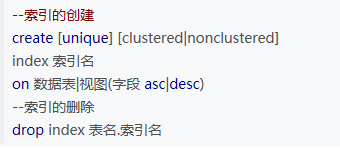 --索引的创建
create [unique] [clustered|nonclustered]
index 索引名
on 数据表|视图(字段 asc|desc)
--索引的删除
drop index 表名.索引名